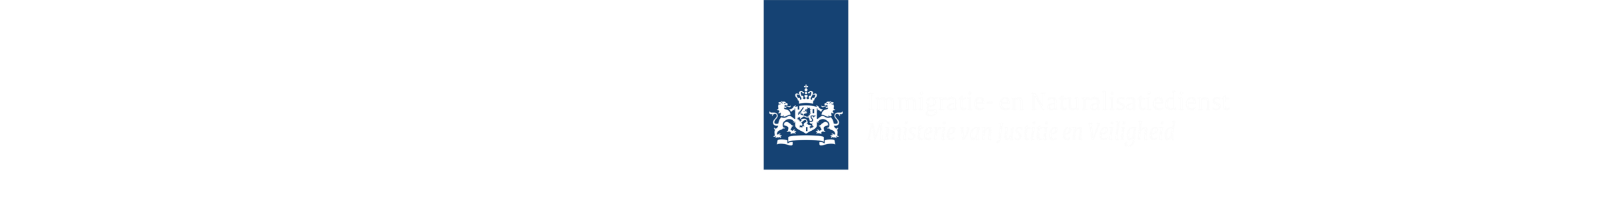 Immigratie- en Naturalisatiedienst
Ministerie van Justitie en Veiligheid